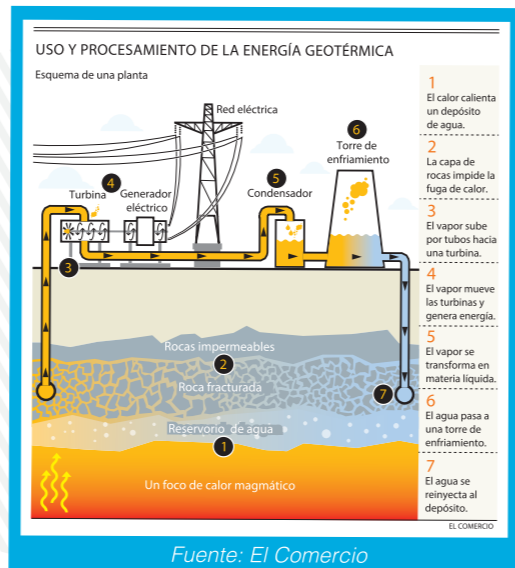 USO Y PROCESAMIENTO DE LA ENERGÍA GEOTÉRMICA
Esquema de una planta
Red eléctrica
6
Torre de
enfriamiento
5
Condensador
4
Turbina
Generador
eléctrico
3
Rocas impermeables
2
Roca fracturada
7
Reservorio de agua
1
Un foco de calor magmático
1
El calor calienta
un depósito
de agua.
2
La capa de
rocas impide la
fuga de calor.
3
El vapor sube
por tubos hacia
una turbina.
4
El vapor mueve
las turbinas y
genera energía.
5
El vapor se
transforma en
materia líquida.
6
El agua pasa a
una torre de
enfriamiento.
7
El agua se
reinyecta al
depósito.
EL COMERCIO
Fuente: El Comercio